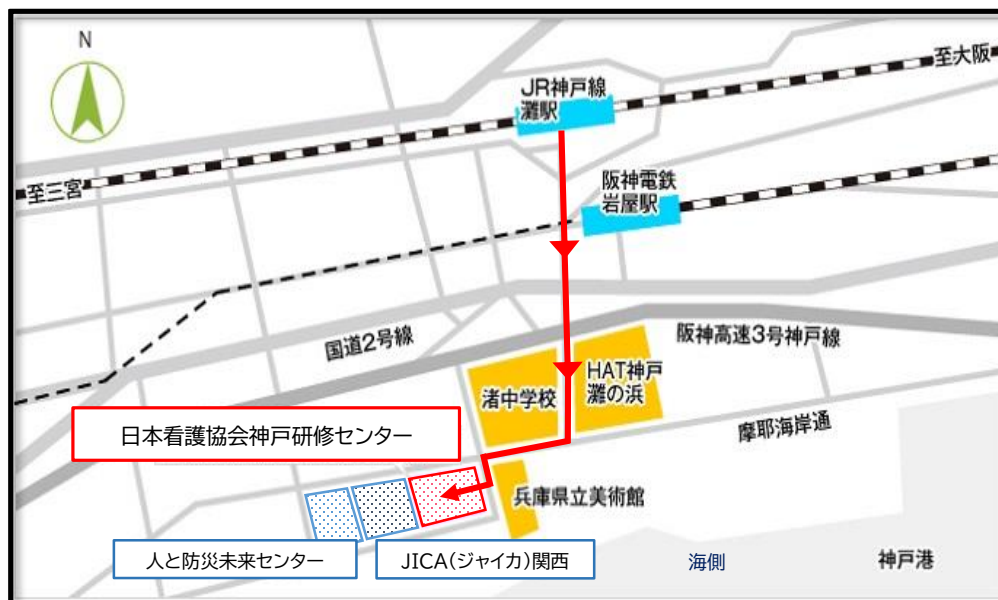 N
至大阪
JR神戸線
灘駅
至三宮
阪神電鉄
岩屋駅
国道2号線
阪神高速3号神戸線
渚中学校
HAT神戸
灘の浜
日本看護協会神戸研修センター
摩耶海岸通
兵庫県立美術館
人と防災未来センター
JICA(ジャイカ)関西
海側
神戸港